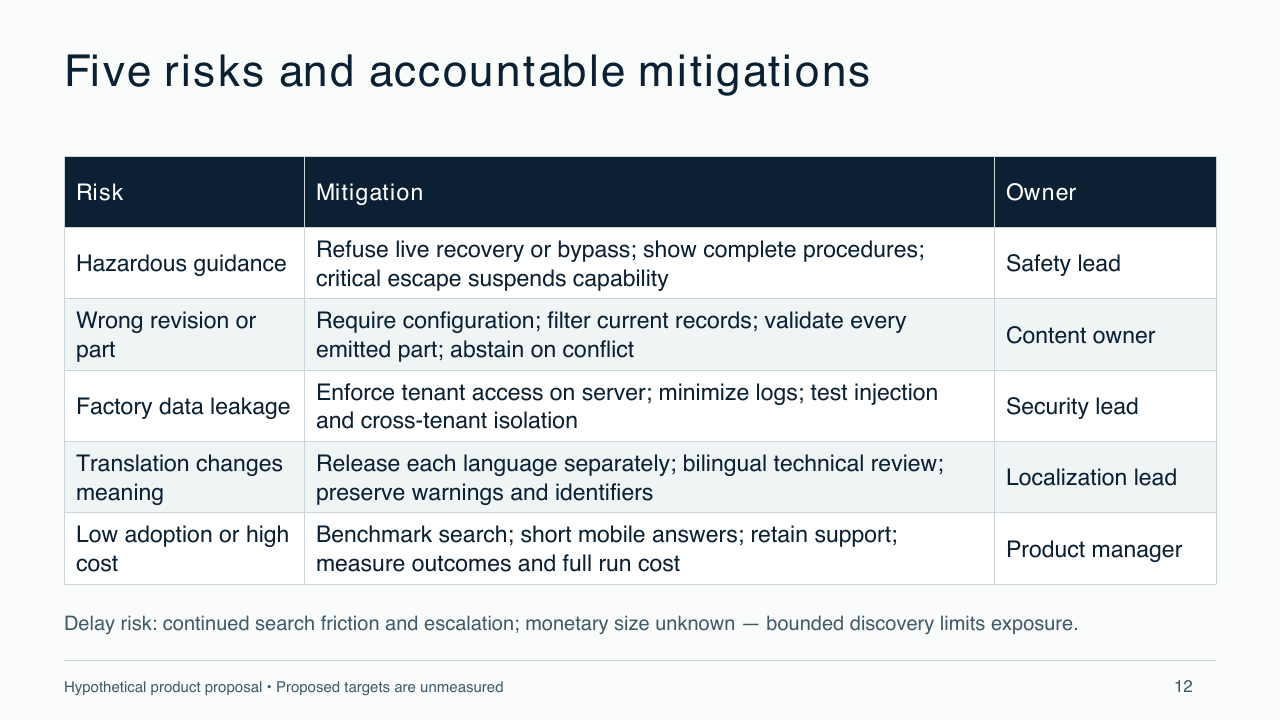 Five risks and accountable mitigations
Risk
Mitigation
Owner
Hazardous guidance
Refuse live recovery or bypass; show complete procedures;
critical escape suspends capability
Safety lead
Wrong revision or
part
Require configuration; filter current records; validate every
emitted part; abstain on conflict
Content owner
Factory data leakage
Enforce tenant access on server; minimize logs; test injection
and cross-tenant isolation
Security lead
Translation changes
meaning
Release each language separately; bilingual technical review;
preserve warnings and identifiers
Localization lead
Low adoption or high
cost
Benchmark search; short mobile answers; retain support;
measure outcomes and full run cost
Product manager
Delay risk: continued search friction and escalation; monetary size unknown — bounded discovery limits exposure.
Hypothetical product proposal • Proposed targets are unmeasured
12